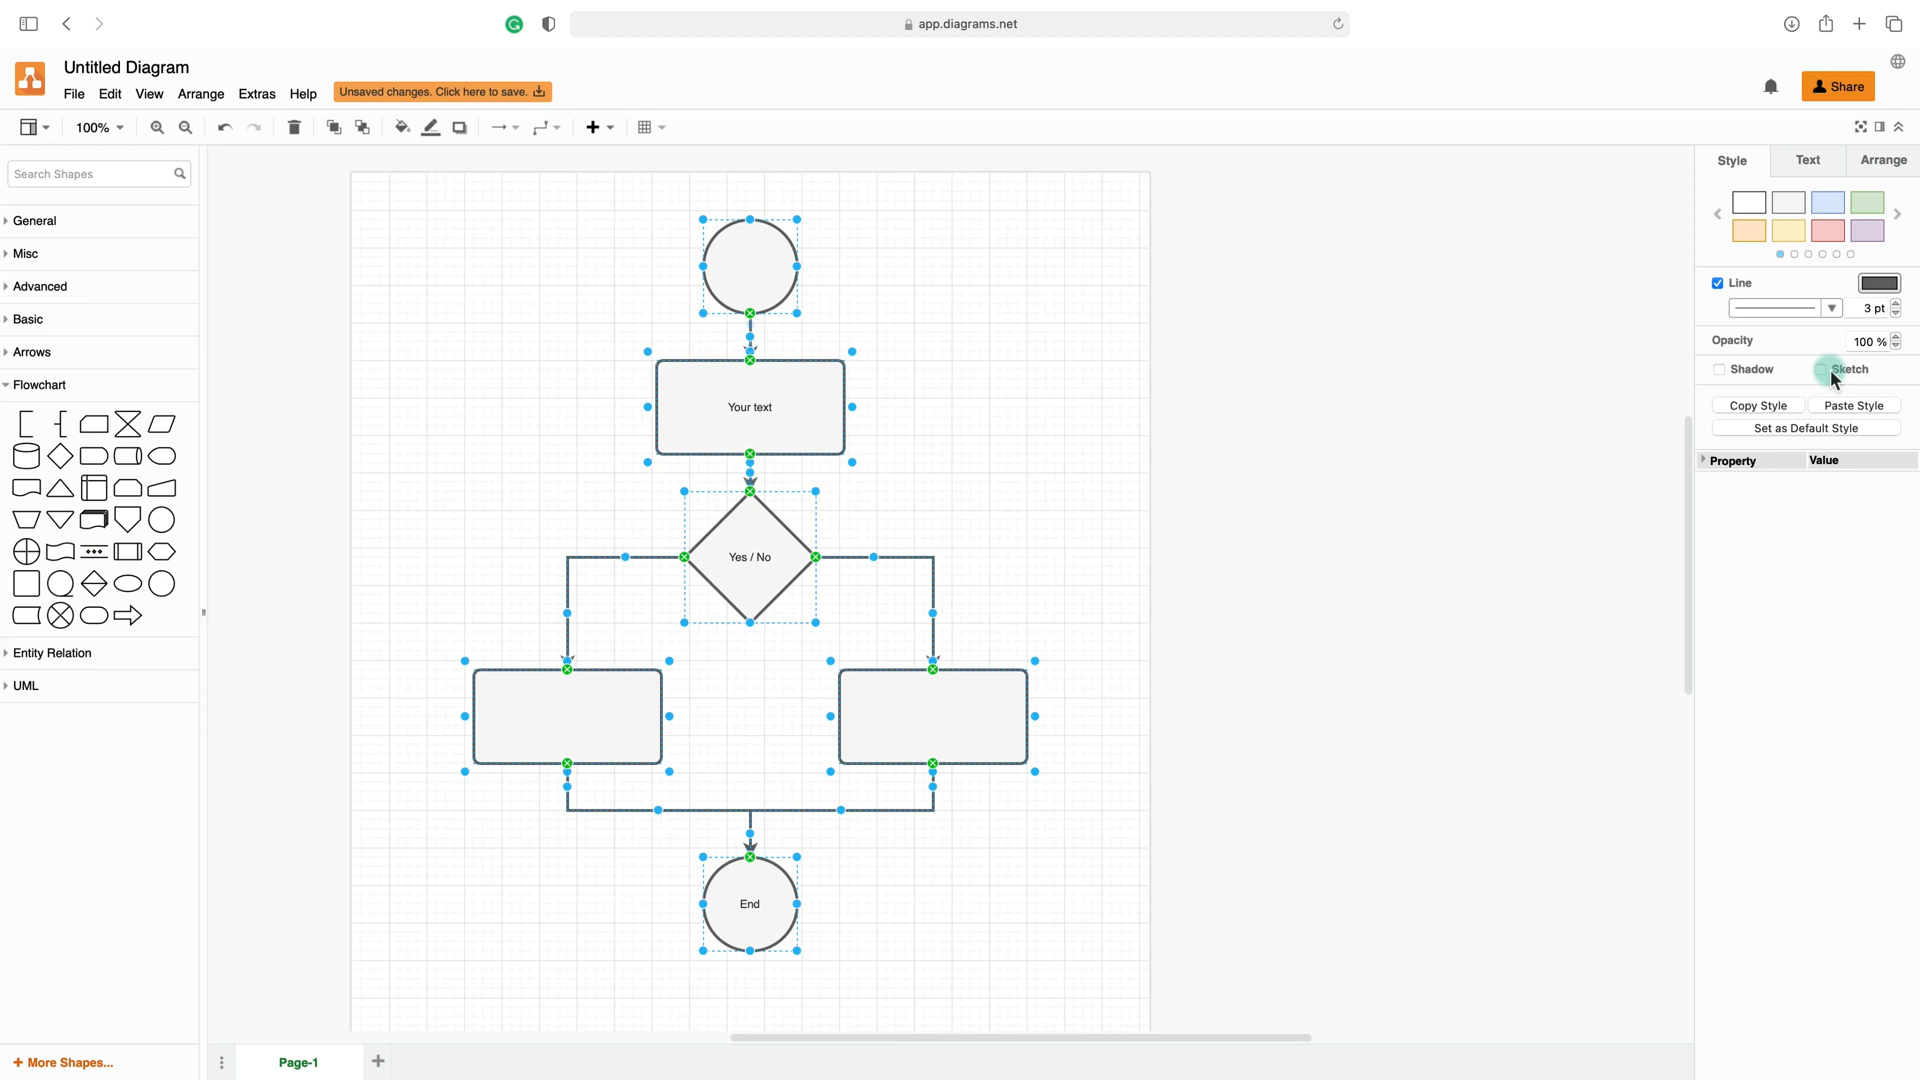 app.diagrams.net
Untitled Diagram
File Edit View Arrange Extras Help Unsaved changes. Click here to save.
Share
100%
Search Shapes
General
Misc
Advanced
Basic
Arrows
Flowchart
Entity Relation
UML
+ More Shapes...
Your text
Yes / No
End
Page-1
Style Text Arrange
Line
3 pt
Opacity 100 %
Shadow Sketch
Copy Style Paste Style
Set as Default Style
Property Value